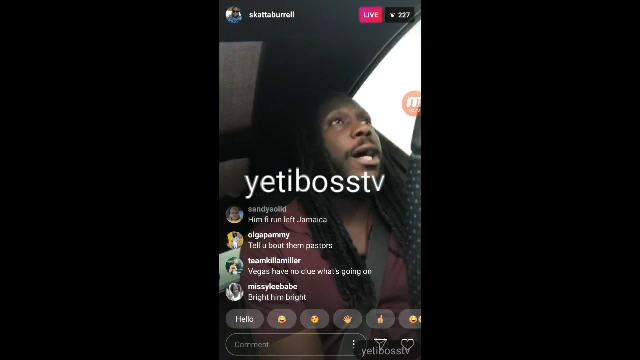 skattaburrell
LIVE
227
yetibosstv
sandysolid
Him fi run left Jamaica
olgapammy
Tell u bout them pastors
teamkillamiller
Vegas have no clue what's going on
missyleebabe
Bright him bright
Hello
Comment
yetibosstv